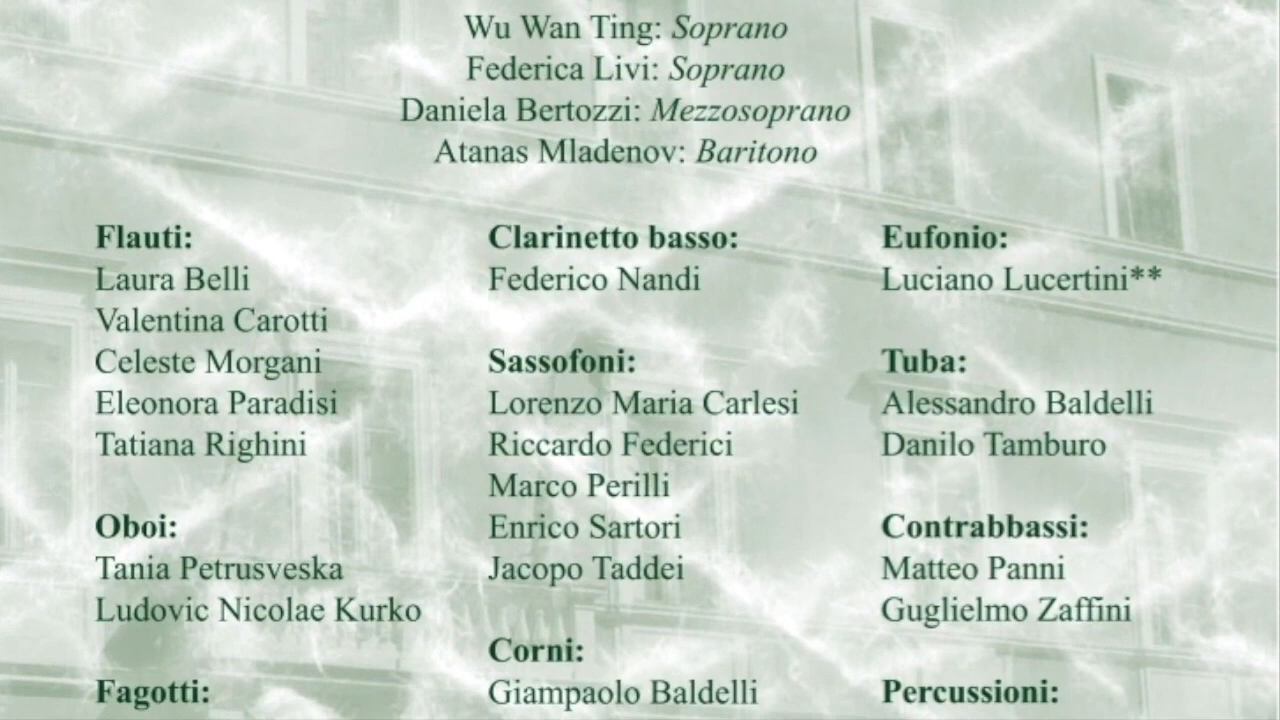 Wu Wan Ting: Soprano
Federica Livi: Soprano
Daniela Bertozzi: Mezzosoprano
Atanas Mladenov: Baritono
Flauti:
Laura Belli
Valentina Carotti
Celeste Morgani
Eleonora Paradisi
Tatiana Righini
Oboi:
Tania Petrusveska
Ludovic Nicolae Kurko
Fagotti:
Clarinetto basso:
Federico Nandi
Sassofoni:
Lorenzo Maria Carlesi
Riccardo Federici
Marco Perilli
Enrico Sartori
Jacopo Taddei
Corni:
Giampaolo Baldelli
Eufonio:
Luciano Lucertini**
Tuba:
Alessandro Baldelli
Danilo Tamburo
Contrabbassi:
Matteo Panni
Guglielmo Zaffini
Percussioni: